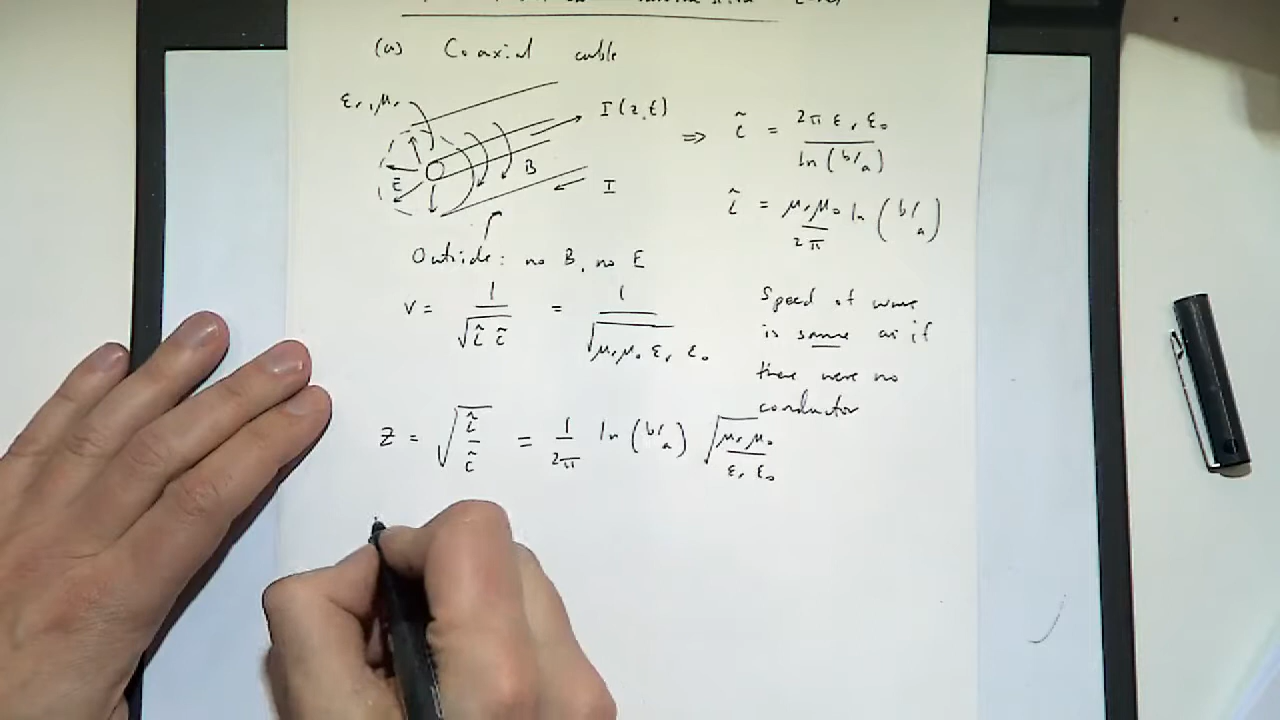 (a) Coaxial cable
εr, μr
I(z,t)
E
B
I
⇒ c̃ = 2π εr ε0 / ln(b/a)
l̃ = μr μ0 / 2π ln(b/a)
Outside: no B, no E
v = 1/√(l̃ c̃) = 1/√(μr μ0 εr ε0)
Speed of wave
is same as if
there were no
conductor
Z = √(l̃/c̃) = 1/2π ln(b/a) √(μr μ0 / εr ε0)